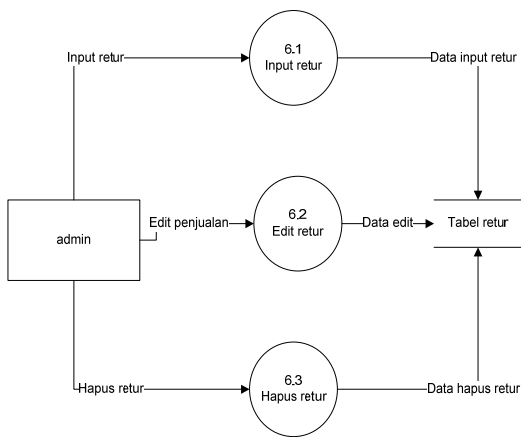 Input retur
6.1
Input retur
Data input retur
admin
Edit penjualan
6.2
Edit retur
Data edit
Tabel retur
Hapus retur
6.3
Hapus retur
Data hapus retur